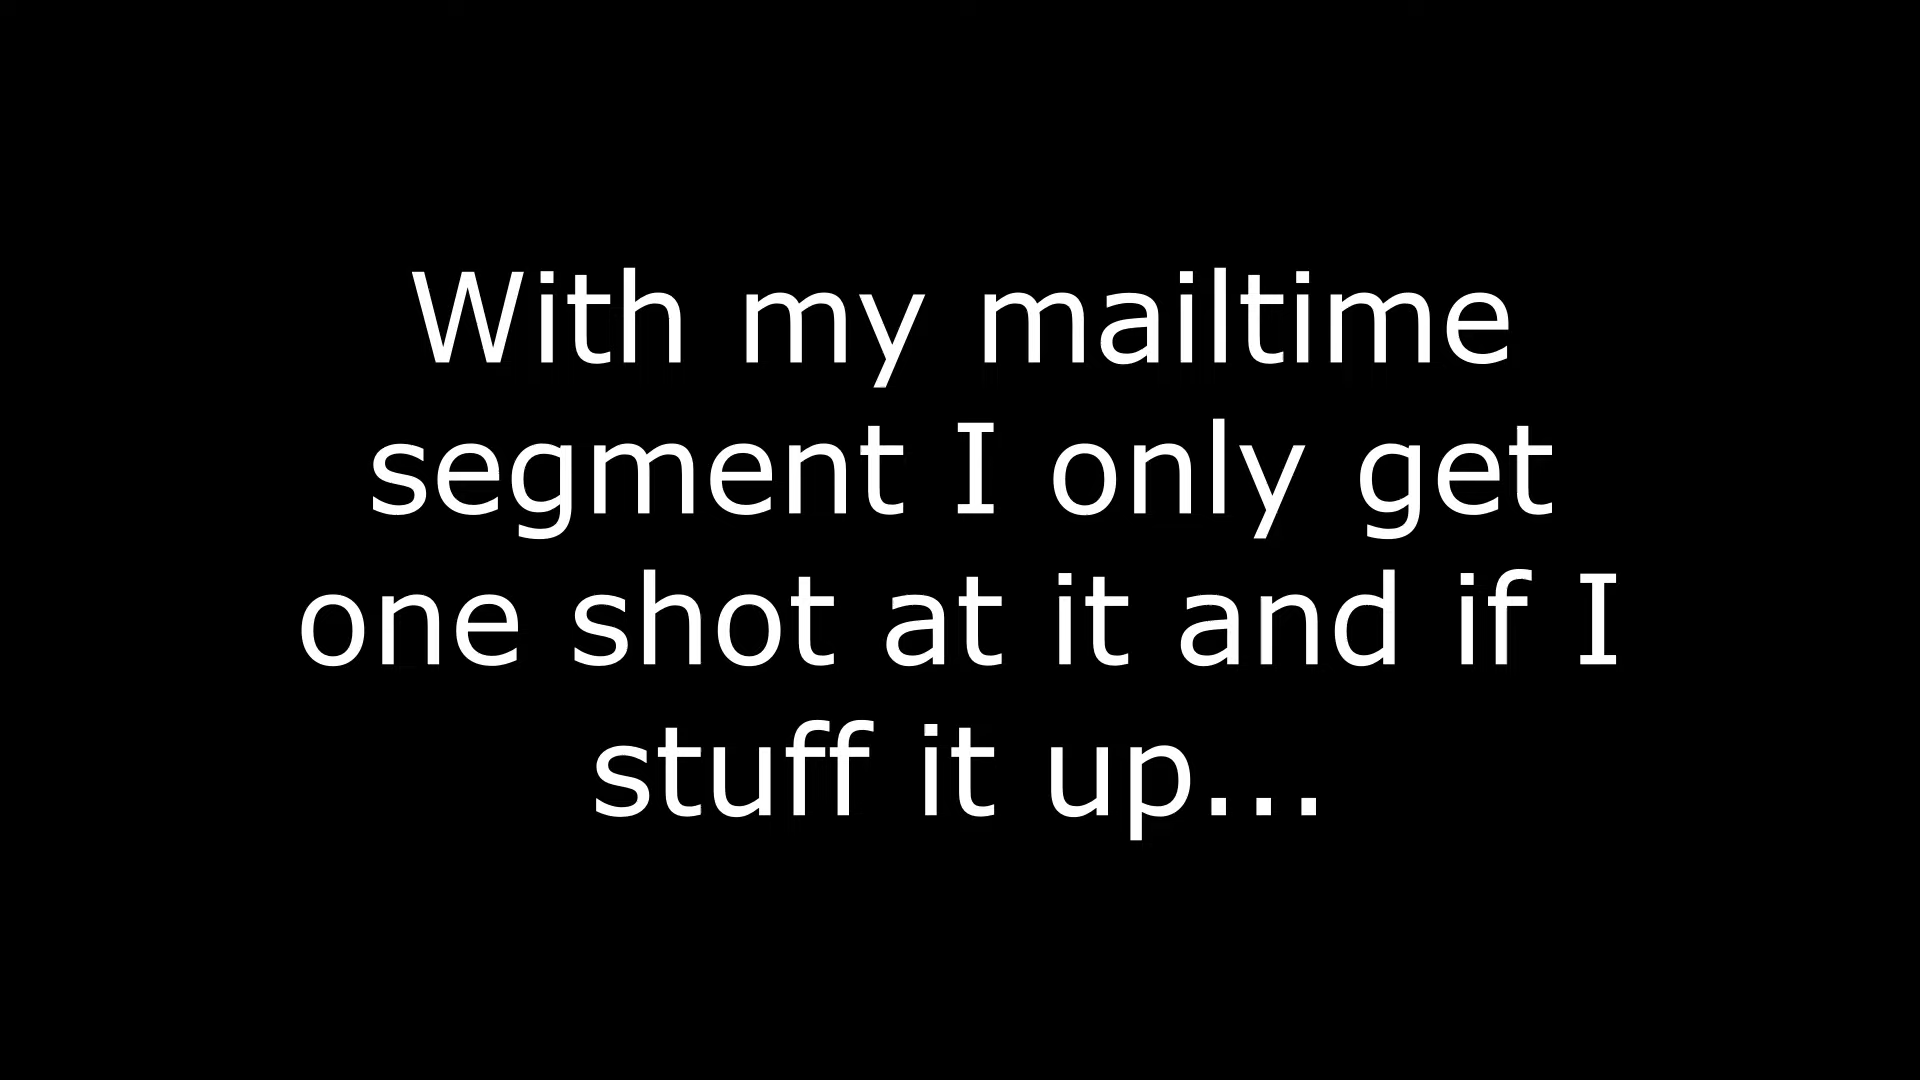 With my mailtime
segment I only get
one shot at it and if I
stuff it up...